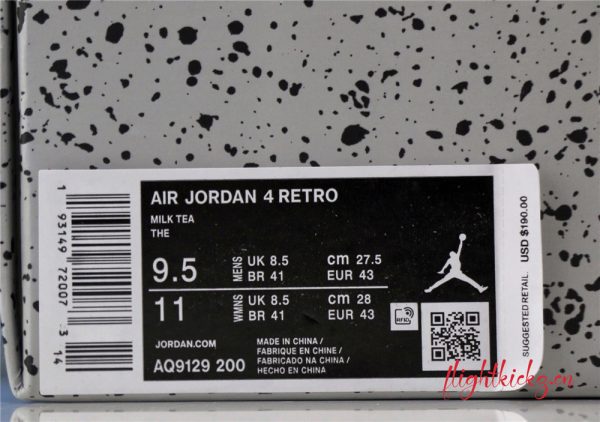 AIR JORDAN 4 RETRO
MILK TEA
THE
9.5 MENS UK 8.5 cm 27.5
BR 41 EUR 43
11 WMNS UK 8.5 cm 28
BR 41 EUR 43
JORDAN.COM
AQ9129 200
MADE IN CHINA /
FABRIQUE EN CHINE /
FABRICADO NA CHINA /
HECHO EN CHINA
RFID
1 93149 72007 3 14
SUGGESTED RETAIL USD $190.00
flightkickz.cn